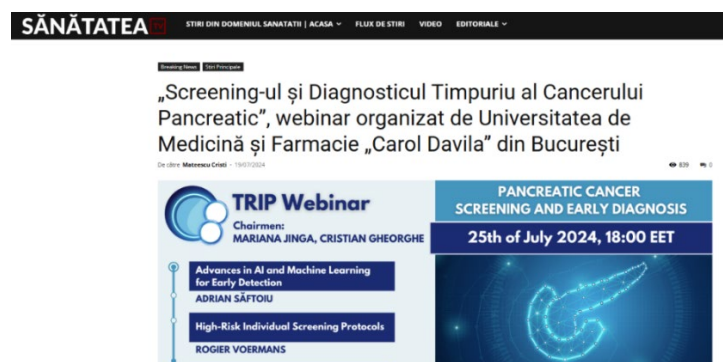 SĂNĂTATEA TV
STIRI DIN DOMENIUL SANATATII | ACASA
FLUX DE STIRI
VIDEO
EDITORIALE
Breaking News
Stiri Principale
„Screening-ul și Diagnosticul Timpuriu al Cancerului
Pancreatic”, webinar organizat de Universitatea de
Medicină și Farmacie „Carol Davila” din București
De către Mateescu Cristi - 19/07/2024
839
0
TRIP Webinar
Chairmen:
MARIANA JINGA, CRISTIAN GHEORGHE
PANCREATIC CANCER
SCREENING AND EARLY DIAGNOSIS
25th of July 2024, 18:00 EET
Advances in AI and Machine Learning
for Early Detection
ADRIAN SĂFTOIU
High-Risk Individual Screening Protocols
ROGIER VOERMANS